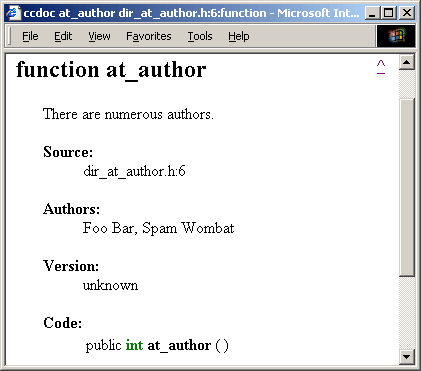 ccdoc at_author dir_at_author.h:6:function - Microsoft Int...
File Edit View Favorites Tools Help
function at_author ^
There are numerous authors.
Source:
dir_at_author.h:6
Authors:
Foo Bar, Spam Wombat
Version:
unknown
Code:
public int at_author ( )